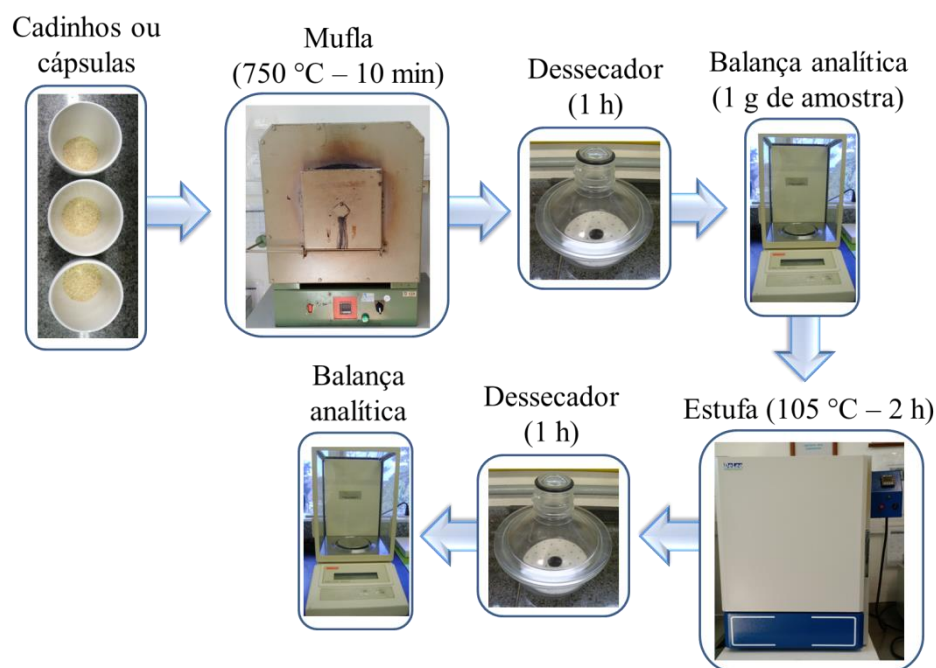 Cadinhos ou
cápsulas
Mufla
(750 °C – 10 min)
Dessecador
(1 h)
Balança analítica
(1 g de amostra)
Estufa (105 °C – 2 h)
Dessecador
(1 h)
Balança
analítica